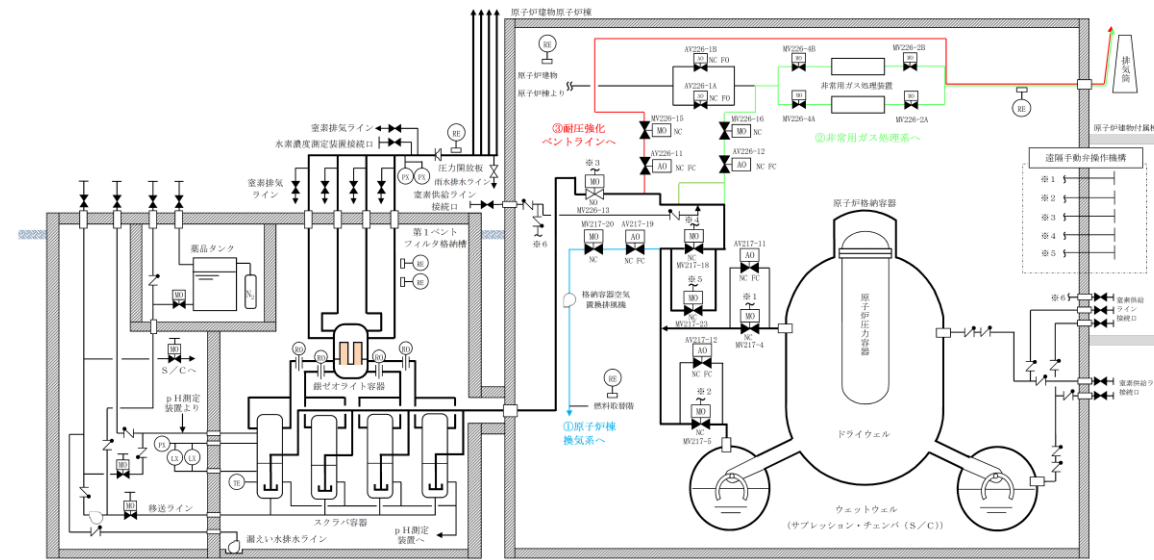 原子炉建物原子炉棟
RE
原子炉建物
原子炉棟より
AV226-1B
AO
NC FO
AV226-1A
AO
NC FO
MV226-4B
MO
MV226-2B
MO
非常用ガス処理装置
MO
MV226-4A
MO
MV226-2A
RE
排気筒
原子炉建物付属棟
③耐圧強化
ベントラインへ
MV226-15
MO
NC
MV226-16
MO
NC
②非常用ガス処理系へ
AV226-11
AO
NC FC
AV226-12
AO
NC FC
遠隔手動弁操作機構
※1
※2
※3
※4
※5
窒素排気ライン
水素濃度測定装置接続口
RE
PX
PX
圧力開放板
雨水排水ライン
窒素供給ライン
接続口
窒素排気
ライン
※3
MO
NO
MV226-13
※6
第1ベント
フィルタ格納槽
RE
RE
MV217-20
MO
NC
AV217-19
AO
NC FC
※4
MO
NC
MV217-18
※5
MO
NC
MV217-23
AV217-11
AO
NC FC
※1
MO
NC
MV217-4
AV217-12
AO
NC FC
※2
MO
NC
MV217-5
格納容器空気
置換排風機
RE
燃料取替階
①原子炉棟
換気系へ
原子炉格納容器
原子炉圧力容器
ドライウェル
ウェットウェル
(サプレッション・チェンバ(S/C))
※6
窒素供給
ライン
接続口
窒素供給ライン
接続口
薬品タンク
N2
MO
MO
S/Cへ
pH測定
装置より
RO
RO
RO
RO
銀ゼオライト容器
PX
LX
LX
TE
MO
MO
移送ライン
スクラバ容器
pH測定
装置へ
漏えい水排水ライン